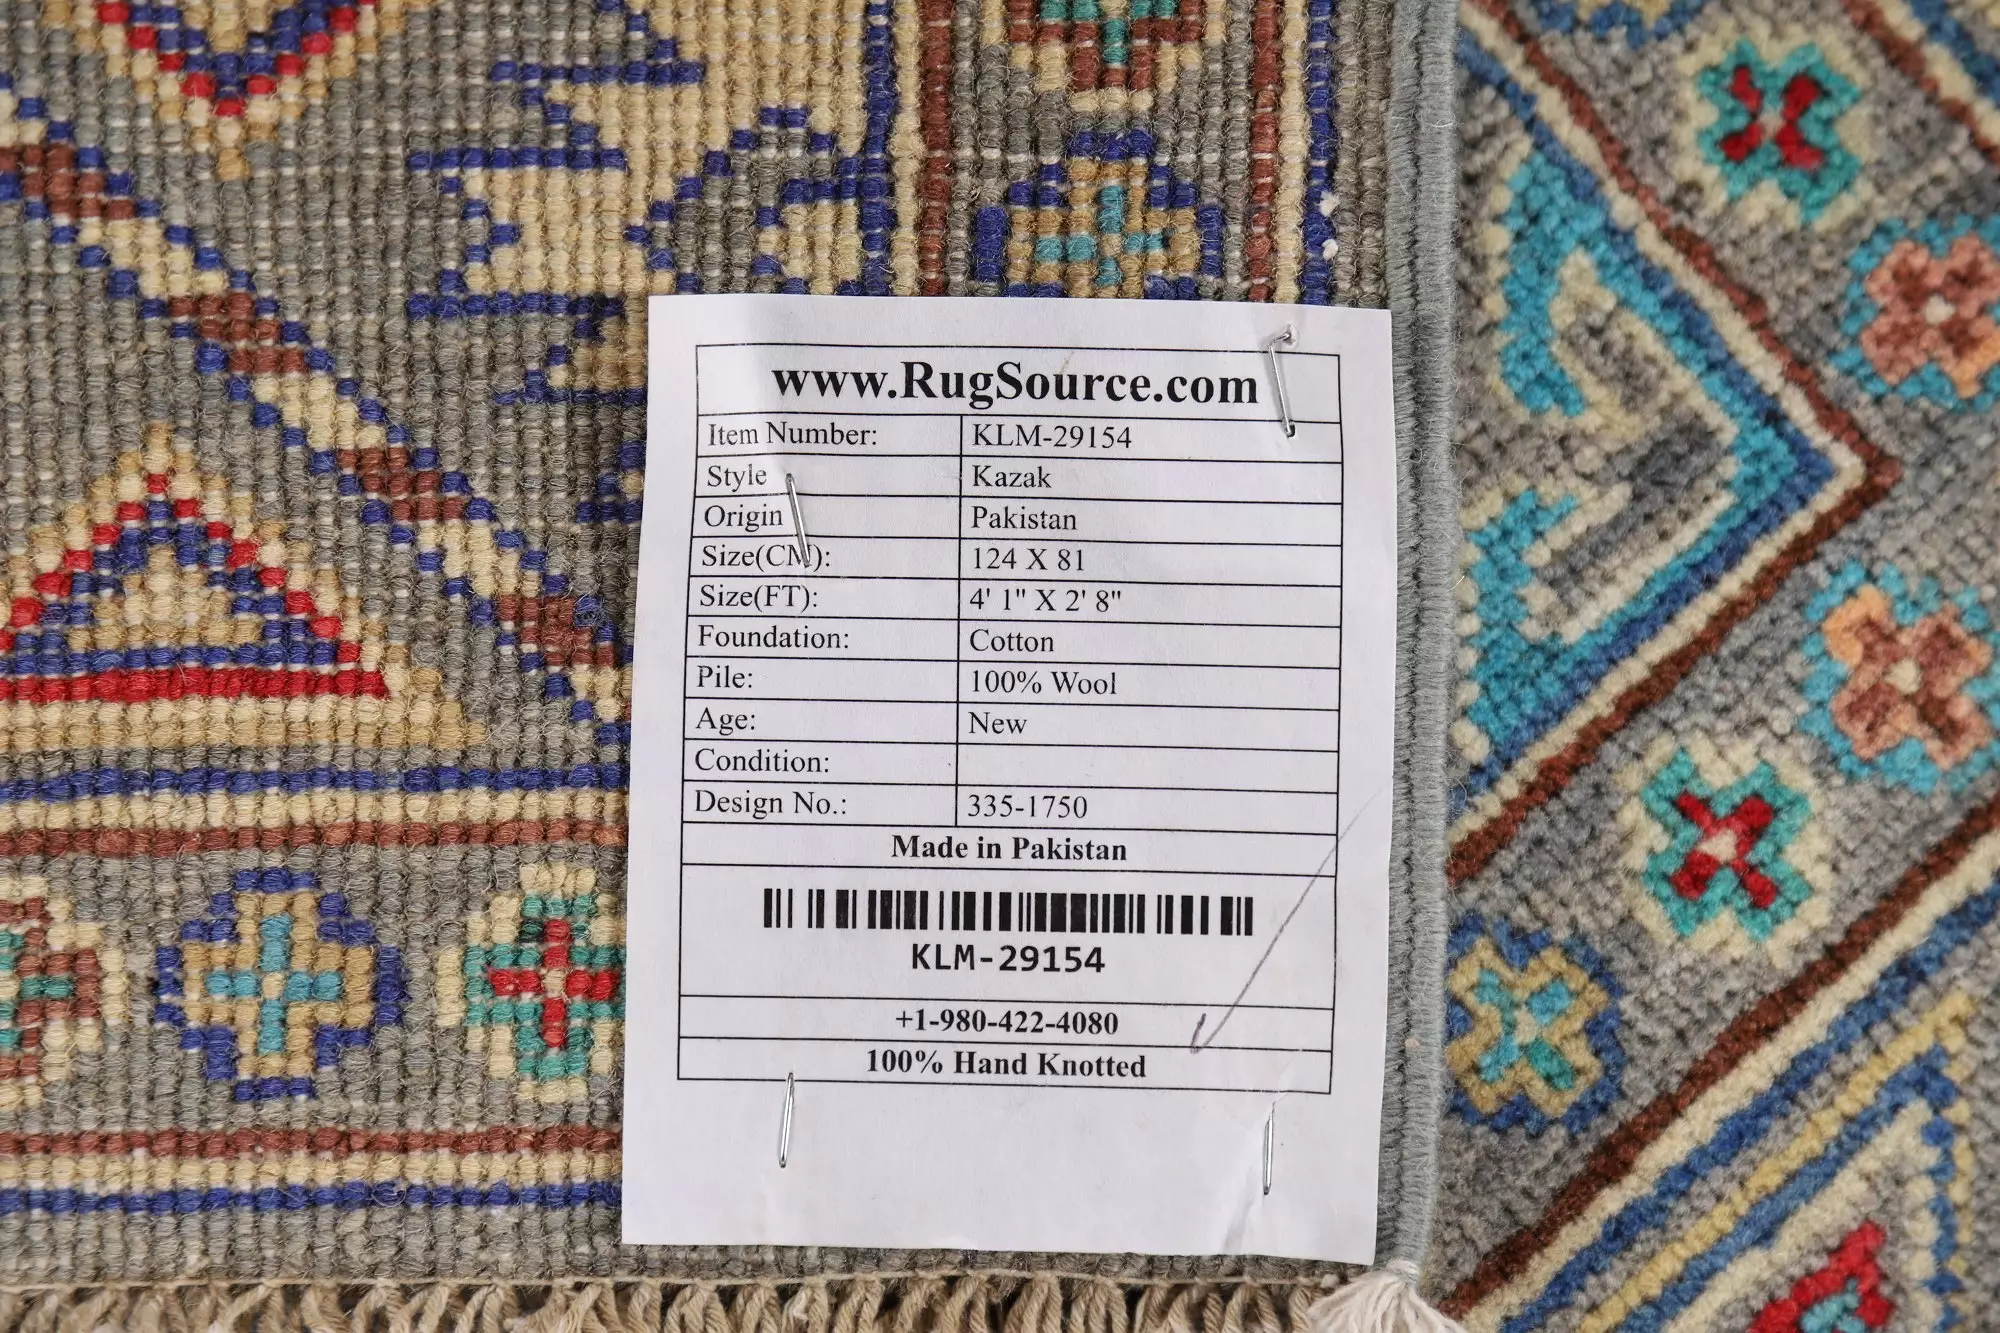 www.RugSource.com
Item Number: KLM-29154
Style Kazak
Origin Pakistan
Size(CM): 124 X 81
Size(FT): 4' 1" X 2' 8"
Foundation: Cotton
Pile: 100% Wool
Age: New
Condition:
Design No.: 335-1750
Made in Pakistan
KLM-29154
+1-980-422-4080
100% Hand Knotted